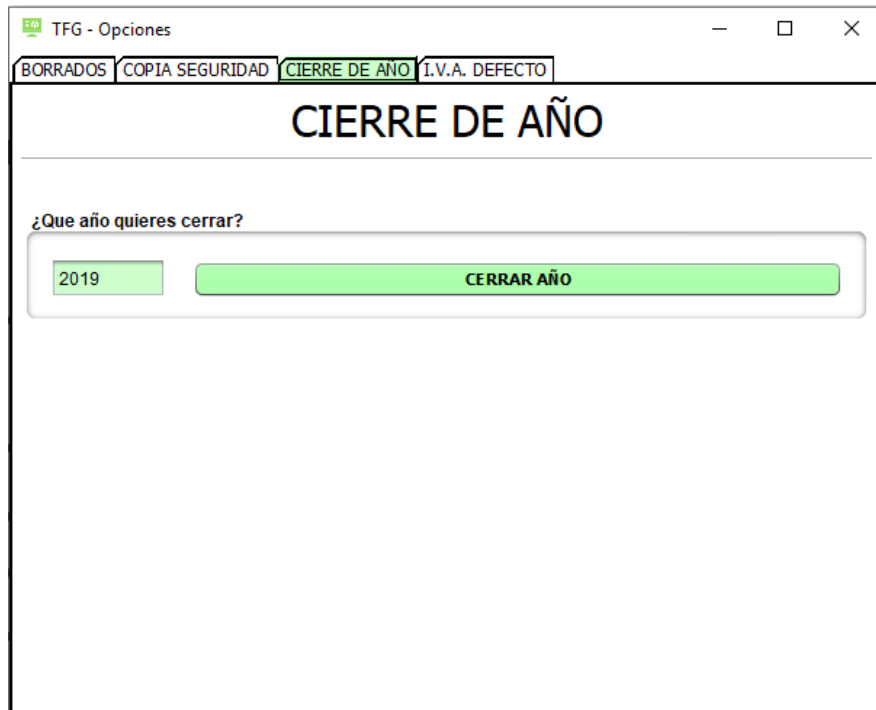 TFG - Opciones
BORRADOS COPIA SEGURIDAD CIERRE DE AÑO I.V.A. DEFECTO
CIERRE DE AÑO
¿Que año quieres cerrar?
2019 CERRAR AÑO